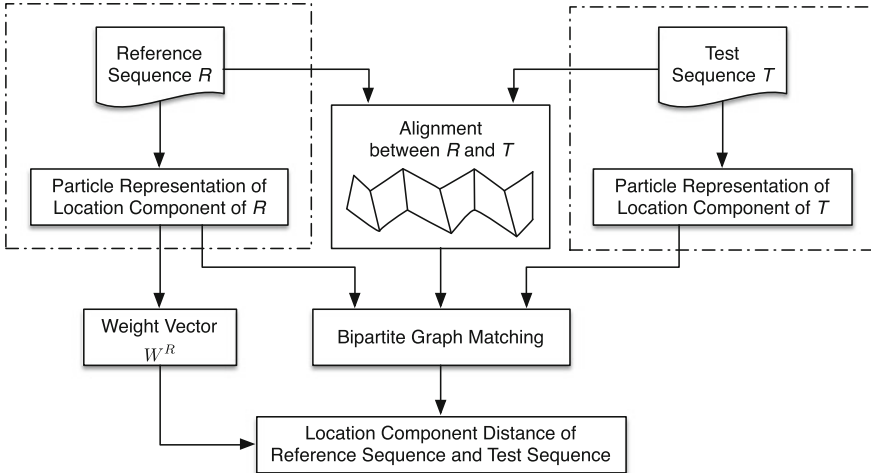 Reference
Sequence R
Test
Sequence T
Alignment
between R and T
Particle Representation of
Location Component of R
Particle Representation of
Location Component of T
Weight Vector
W^R
Bipartite Graph Matching
Location Component Distance of
Reference Sequence and Test Sequence